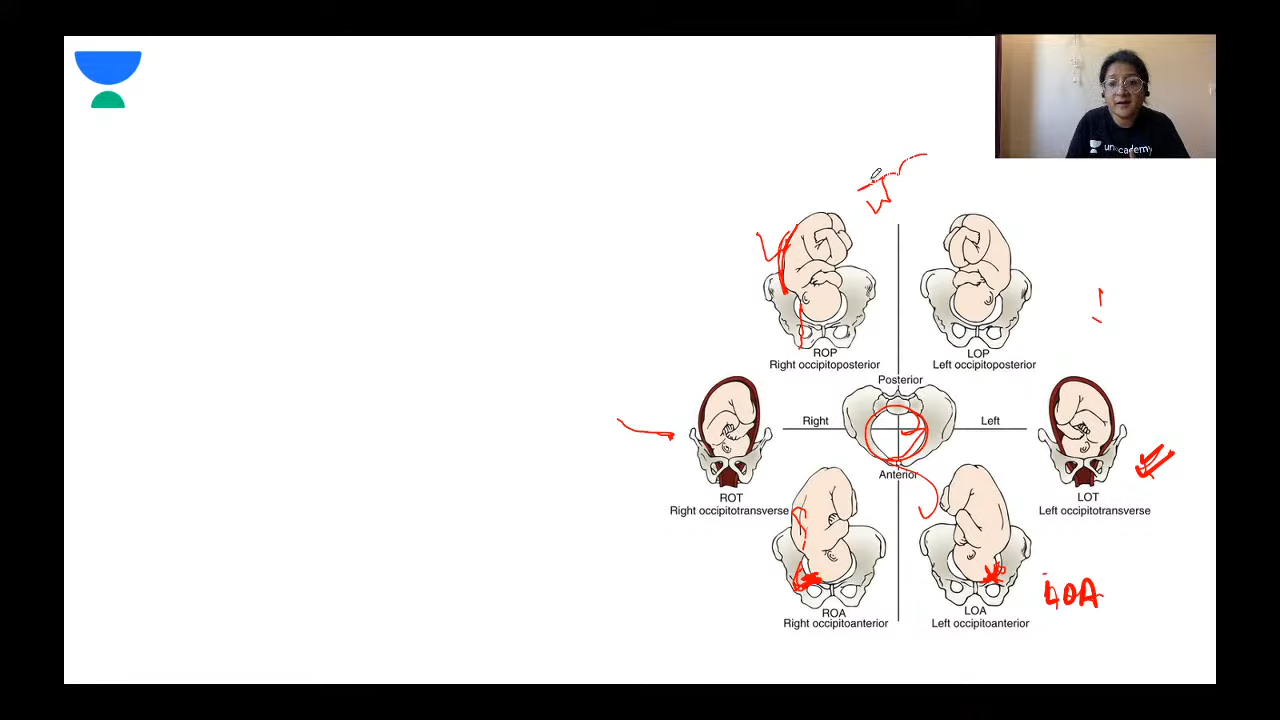 unacademy
ROP
Right occipitoposterior
LOP
Left occipitoposterior
Posterior
Right
Left
Anterior
ROT
Right occipitotransverse
LOT
Left occipitotransverse
ROA
Right occipitoanterior
LOA
Left occipitoanterior
LOA